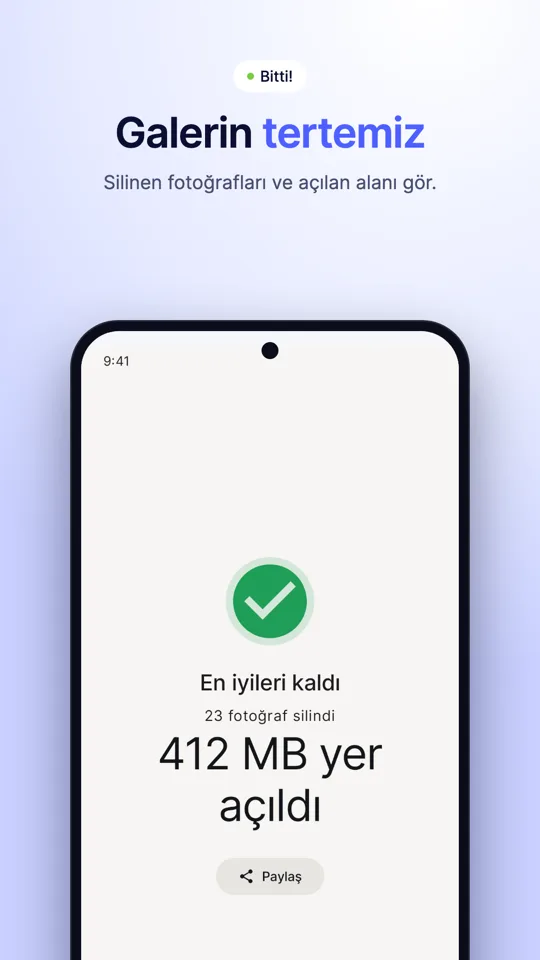 Bitti!
Galerin tertemiz
Silinen fotoğrafları ve açılan alanı gör.
9:41
En iyileri kaldı
23 fotoğraf silindi
412 MB yer
açıldı
Paylaş